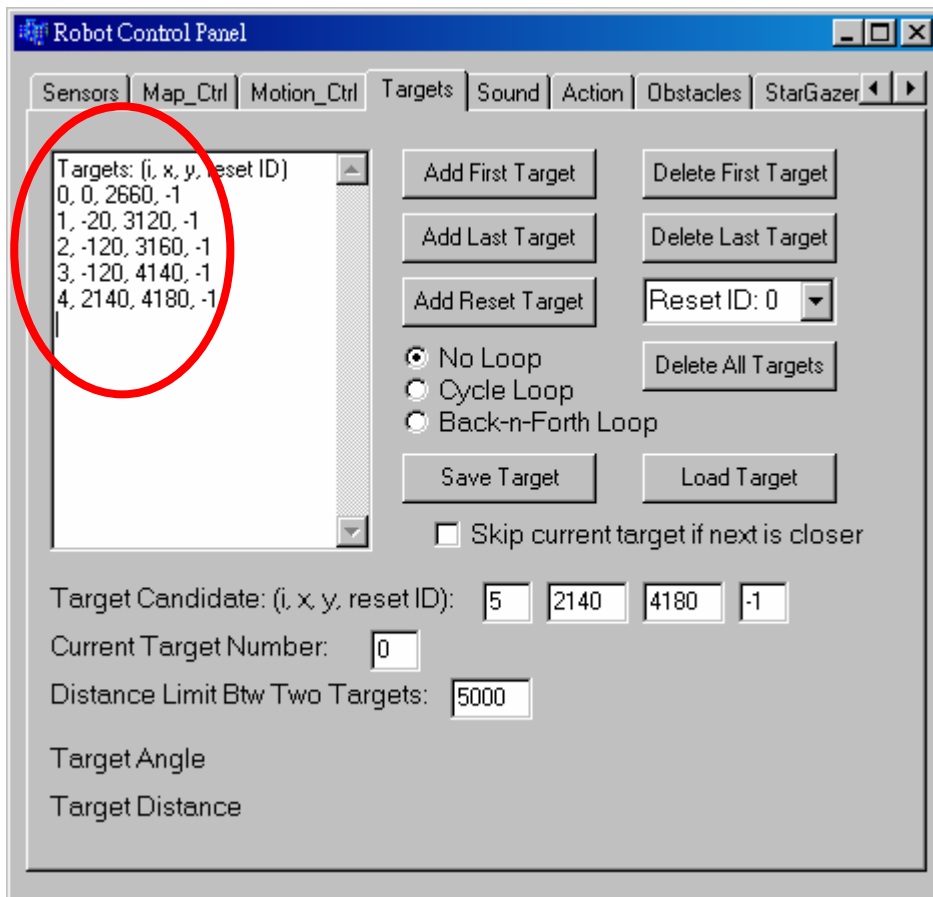 Robot Control Panel
Sensors Map_Ctrl Motion_Ctrl Targets Sound Action Obstacles StarGazer
Targets: (i, x, y, reset ID)
0, 0, 2660, -1
1, -20, 3120, -1
2, -120, 3160, -1
3, -120, 4140, -1
4, 2140, 4180, -1
Add First Target Delete First Target
Add Last Target Delete Last Target
Add Reset Target Reset ID: 0
No Loop
Cycle Loop
Back-n-Forth Loop
Delete All Targets
Save Target Load Target
Skip current target if next is closer
Target Candidate: (i, x, y, reset ID): 5 2140 4180 -1
Current Target Number: 0
Distance Limit Btw Two Targets: 5000
Target Angle
Target Distance